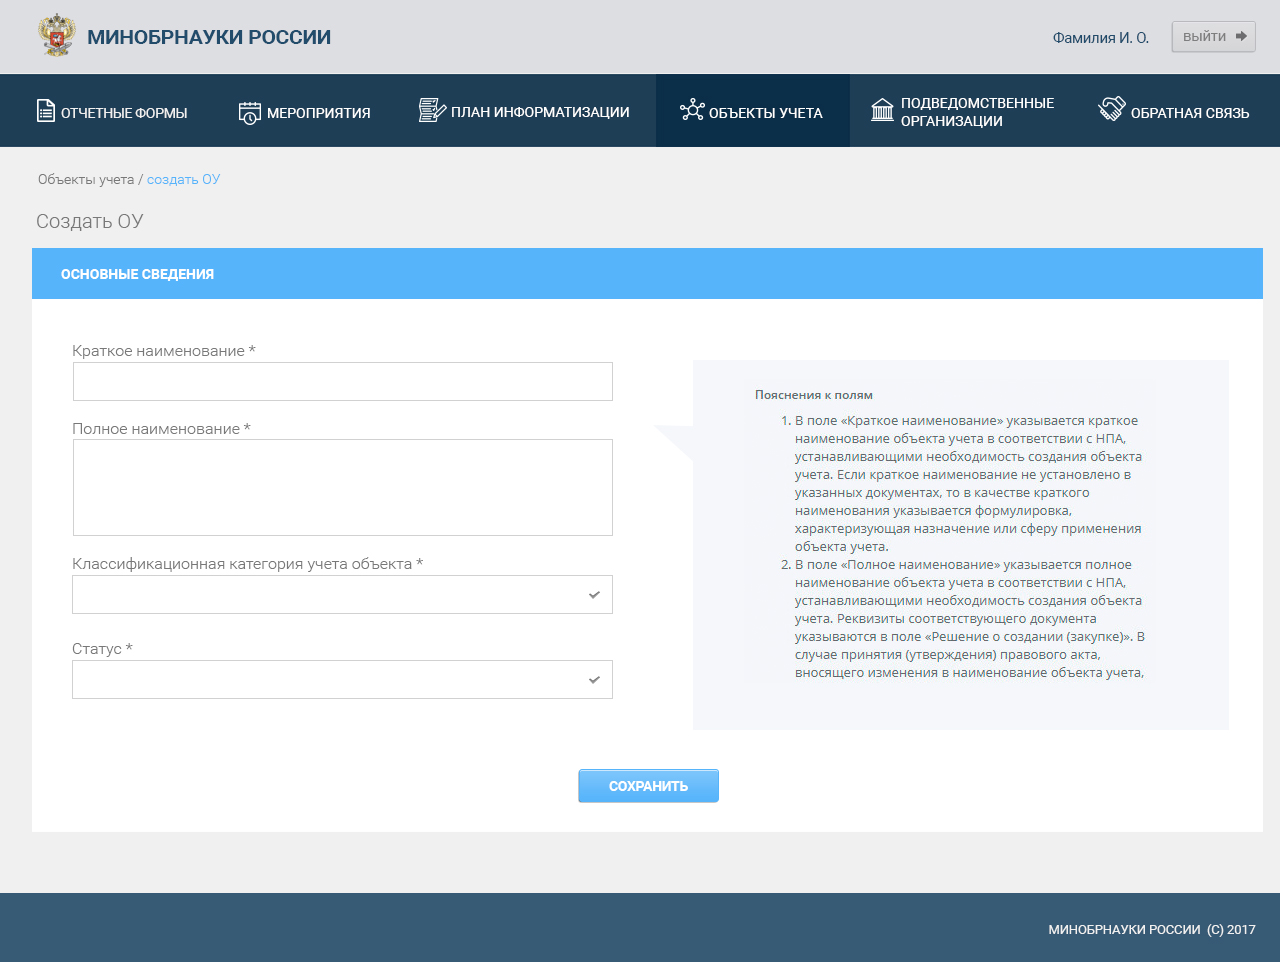 МИНОБРНАУКИ РОССИИ
Фамилия И. О.
выйти
ОТЧЕТНЫЕ ФОРМЫ
МЕРОПРИЯТИЯ
ПЛАН ИНФОРМАТИЗАЦИИ
ОБЪЕКТЫ УЧЕТА
ПОДВЕДОМСТВЕННЫЕ
ОРГАНИЗАЦИИ
ОБРАТНАЯ СВЯЗЬ
Объекты учета / создать ОУ
Создать ОУ
ОСНОВНЫЕ СВЕДЕНИЯ
Краткое наименование *
Полное наименование *
Классификационная категория учета объекта *
Статус *
Пояснения к полям
1. В поле «Краткое наименование» указывается краткое
наименование объекта учета в соответствии с НПА,
устанавливающими необходимость создания объекта
учета. Если краткое наименование не установлено в
указанных документах, то в качестве краткого
наименования указывается формулировка,
характеризующая назначение или сферу применения
объекта учета.
2. В поле «Полное наименование» указывается полное
наименование объекта учета в соответствии с НПА,
устанавливающими необходимость создания объекта
учета. Реквизиты соответствующего документа
указываются в поле «Решение о создании (закупке)». В
случае принятия (утверждения) правового акта,
вносящего изменения в наименование объекта учета,
СОХРАНИТЬ
МИНОБРНАУКИ РОССИИ (С) 2017